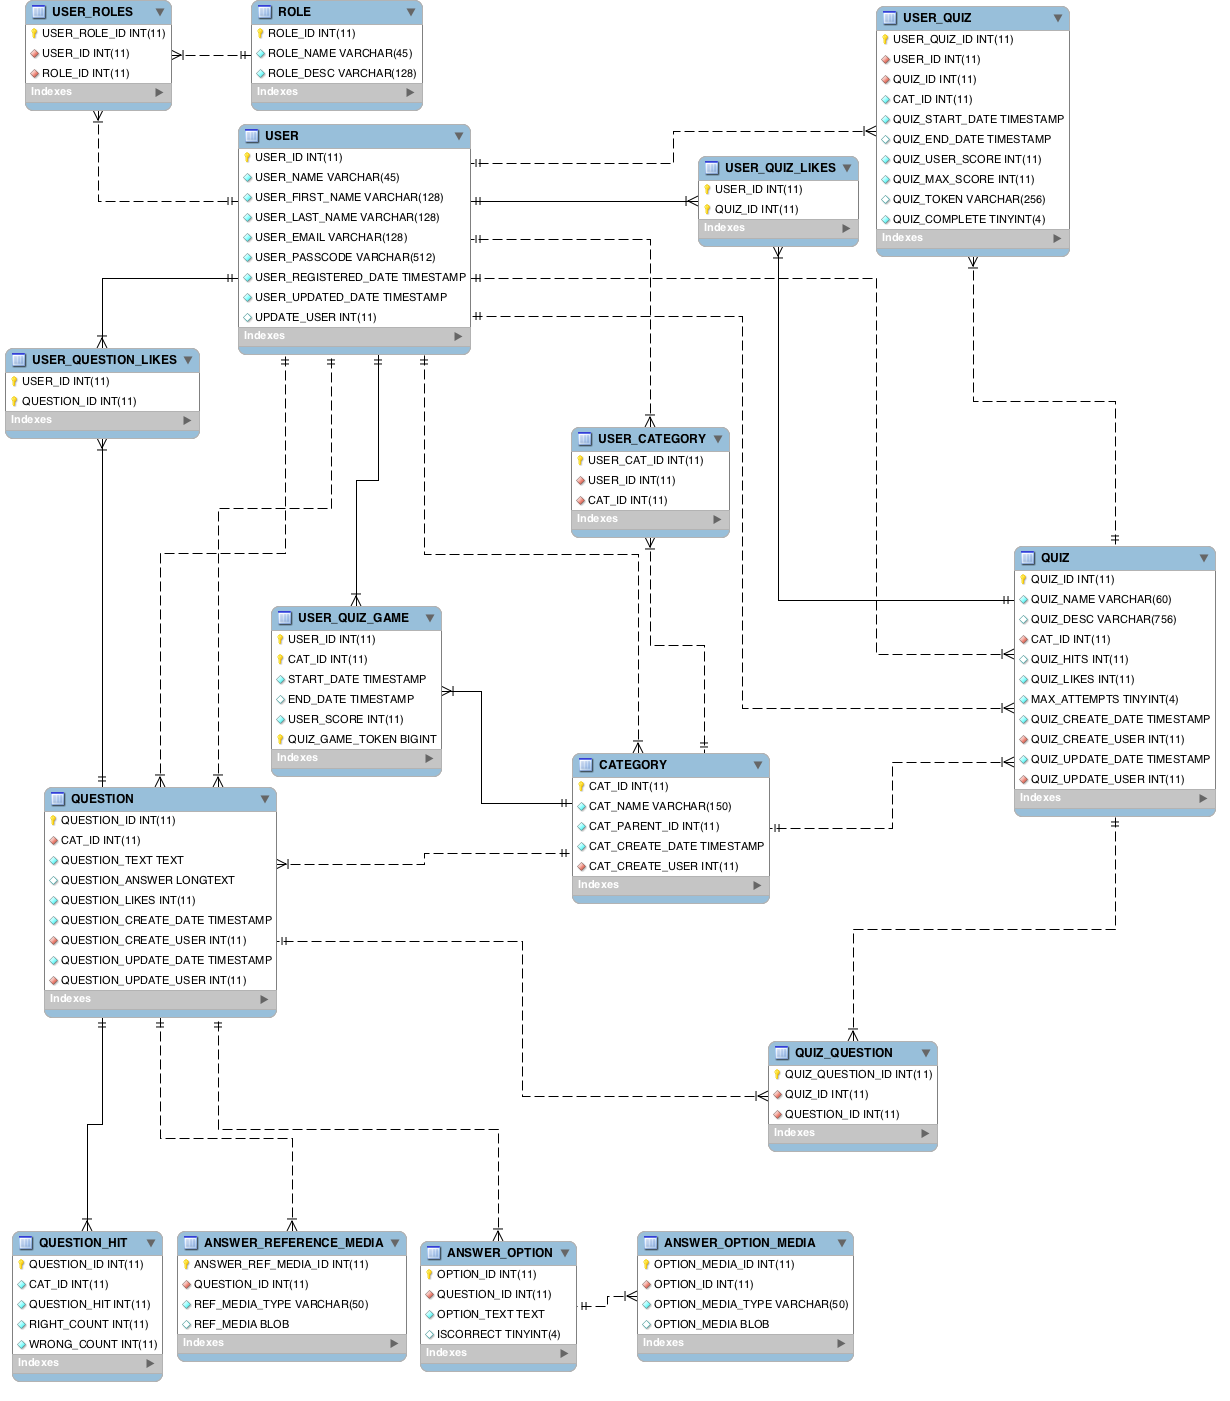 USER_ROLES
USER_ROLE_ID INT(11)
USER_ID INT(11)
ROLE_ID INT(11)
Indexes
ROLE
ROLE_ID INT(11)
ROLE_NAME VARCHAR(45)
ROLE_DESC VARCHAR(128)
Indexes
USER_QUIZ
USER_QUIZ_ID INT(11)
USER_ID INT(11)
QUIZ_ID INT(11)
CAT_ID INT(11)
QUIZ_START_DATE TIMESTAMP
QUIZ_END_DATE TIMESTAMP
QUIZ_USER_SCORE INT(11)
QUIZ_MAX_SCORE INT(11)
QUIZ_TOKEN VARCHAR(256)
QUIZ_COMPLETE TINYINT(4)
Indexes
USER
USER_ID INT(11)
USER_NAME VARCHAR(45)
USER_FIRST_NAME VARCHAR(128)
USER_LAST_NAME VARCHAR(128)
USER_EMAIL VARCHAR(128)
USER_PASSCODE VARCHAR(512)
USER_REGISTERED_DATE TIMESTAMP
USER_UPDATED_DATE TIMESTAMP
UPDATE_USER INT(11)
Indexes
USER_QUIZ_LIKES
USER_ID INT(11)
QUIZ_ID INT(11)
Indexes
USER_QUESTION_LIKES
USER_ID INT(11)
QUESTION_ID INT(11)
Indexes
USER_CATEGORY
USER_CAT_ID INT(11)
USER_ID INT(11)
CAT_ID INT(11)
Indexes
QUIZ
QUIZ_ID INT(11)
QUIZ_NAME VARCHAR(60)
QUIZ_DESC VARCHAR(756)
CAT_ID INT(11)
QUIZ_HITS INT(11)
QUIZ_LIKES INT(11)
MAX_ATTEMPTS TINYINT(4)
QUIZ_CREATE_DATE TIMESTAMP
QUIZ_CREATE_USER INT(11)
QUIZ_UPDATE_DATE TIMESTAMP
QUIZ_UPDATE_USER INT(11)
Indexes
USER_QUIZ_GAME
USER_ID INT(11)
CAT_ID INT(11)
START_DATE TIMESTAMP
END_DATE TIMESTAMP
USER_SCORE INT(11)
QUIZ_GAME_TOKEN BIGINT
Indexes
CATEGORY
CAT_ID INT(11)
CAT_NAME VARCHAR(150)
CAT_PARENT_ID INT(11)
CAT_CREATE_DATE TIMESTAMP
CAT_CREATE_USER INT(11)
Indexes
QUESTION
QUESTION_ID INT(11)
CAT_ID INT(11)
QUESTION_TEXT TEXT
QUESTION_ANSWER LONGTEXT
QUESTION_LIKES INT(11)
QUESTION_CREATE_DATE TIMESTAMP
QUESTION_CREATE_USER INT(11)
QUESTION_UPDATE_DATE TIMESTAMP
QUESTION_UPDATE_USER INT(11)
Indexes
QUIZ_QUESTION
QUIZ_QUESTION_ID INT(11)
QUIZ_ID INT(11)
QUESTION_ID INT(11)
Indexes
QUESTION_HIT
QUESTION_ID INT(11)
CAT_ID INT(11)
QUESTION_HIT INT(11)
RIGHT_COUNT INT(11)
WRONG_COUNT INT(11)
Indexes
ANSWER_REFERENCE_MEDIA
ANSWER_REF_MEDIA_ID INT(11)
QUESTION_ID INT(11)
REF_MEDIA_TYPE VARCHAR(50)
REF_MEDIA BLOB
Indexes
ANSWER_OPTION
OPTION_ID INT(11)
QUESTION_ID INT(11)
OPTION_TEXT TEXT
ISCORRECT TINYINT(4)
Indexes
ANSWER_OPTION_MEDIA
OPTION_MEDIA_ID INT(11)
OPTION_ID INT(11)
OPTION_MEDIA_TYPE VARCHAR(50)
OPTION_MEDIA BLOB
Indexes